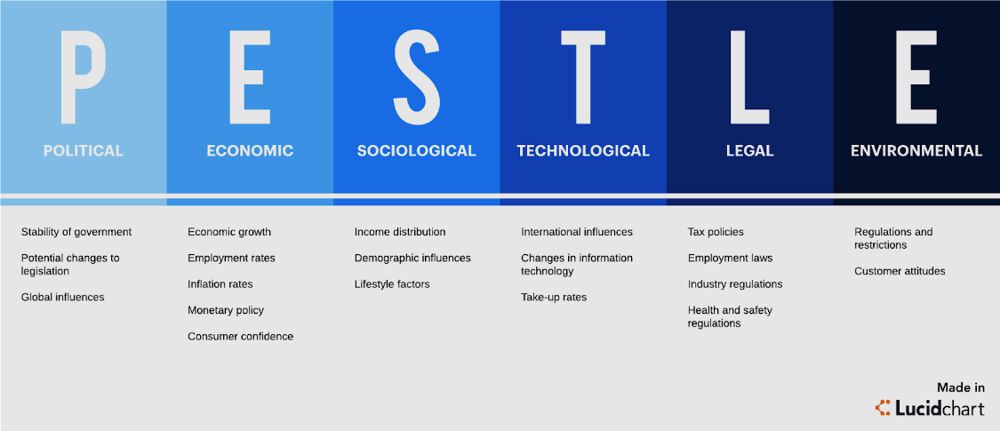 P
POLITICAL
Stability of government
Potential changes to
legislation
Global influences
E
ECONOMIC
Economic growth
Employment rates
Inflation rates
Monetary policy
Consumer confidence
S
SOCIOLOGICAL
Income distribution
Demographic influences
Lifestyle factors
T
TECHNOLOGICAL
International influences
Changes in information
technology
Take-up rates
L
LEGAL
Tax policies
Employment laws
Industry regulations
Health and safety
regulations
E
ENVIRONMENTAL
Regulations and
restrictions
Customer attitudes
Made in
Lucidchart